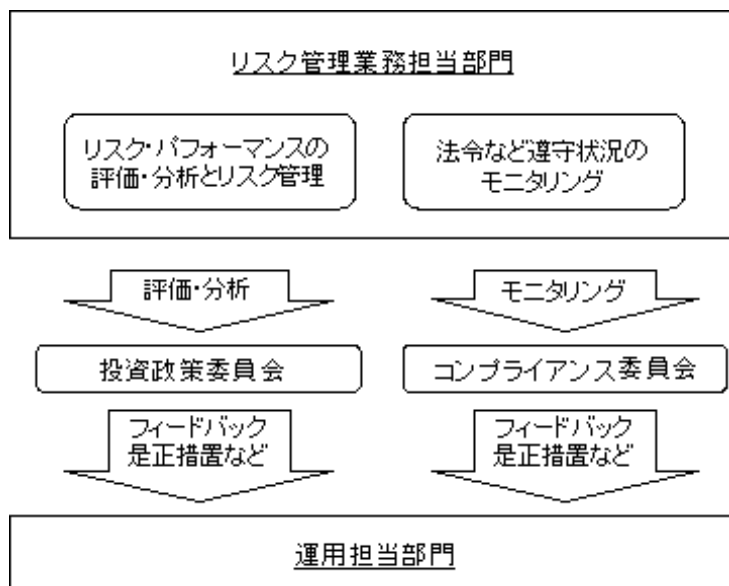 リスク管理業務担当部門
リスク・パフォーマンスの
評価・分析とリスク管理
法令など遵守状況の
モニタリング
評価・分析
モニタリング
投資政策委員会
コンプライアンス委員会
フィードバック
是正措置など
フィードバック
是正措置など
運用担当部門